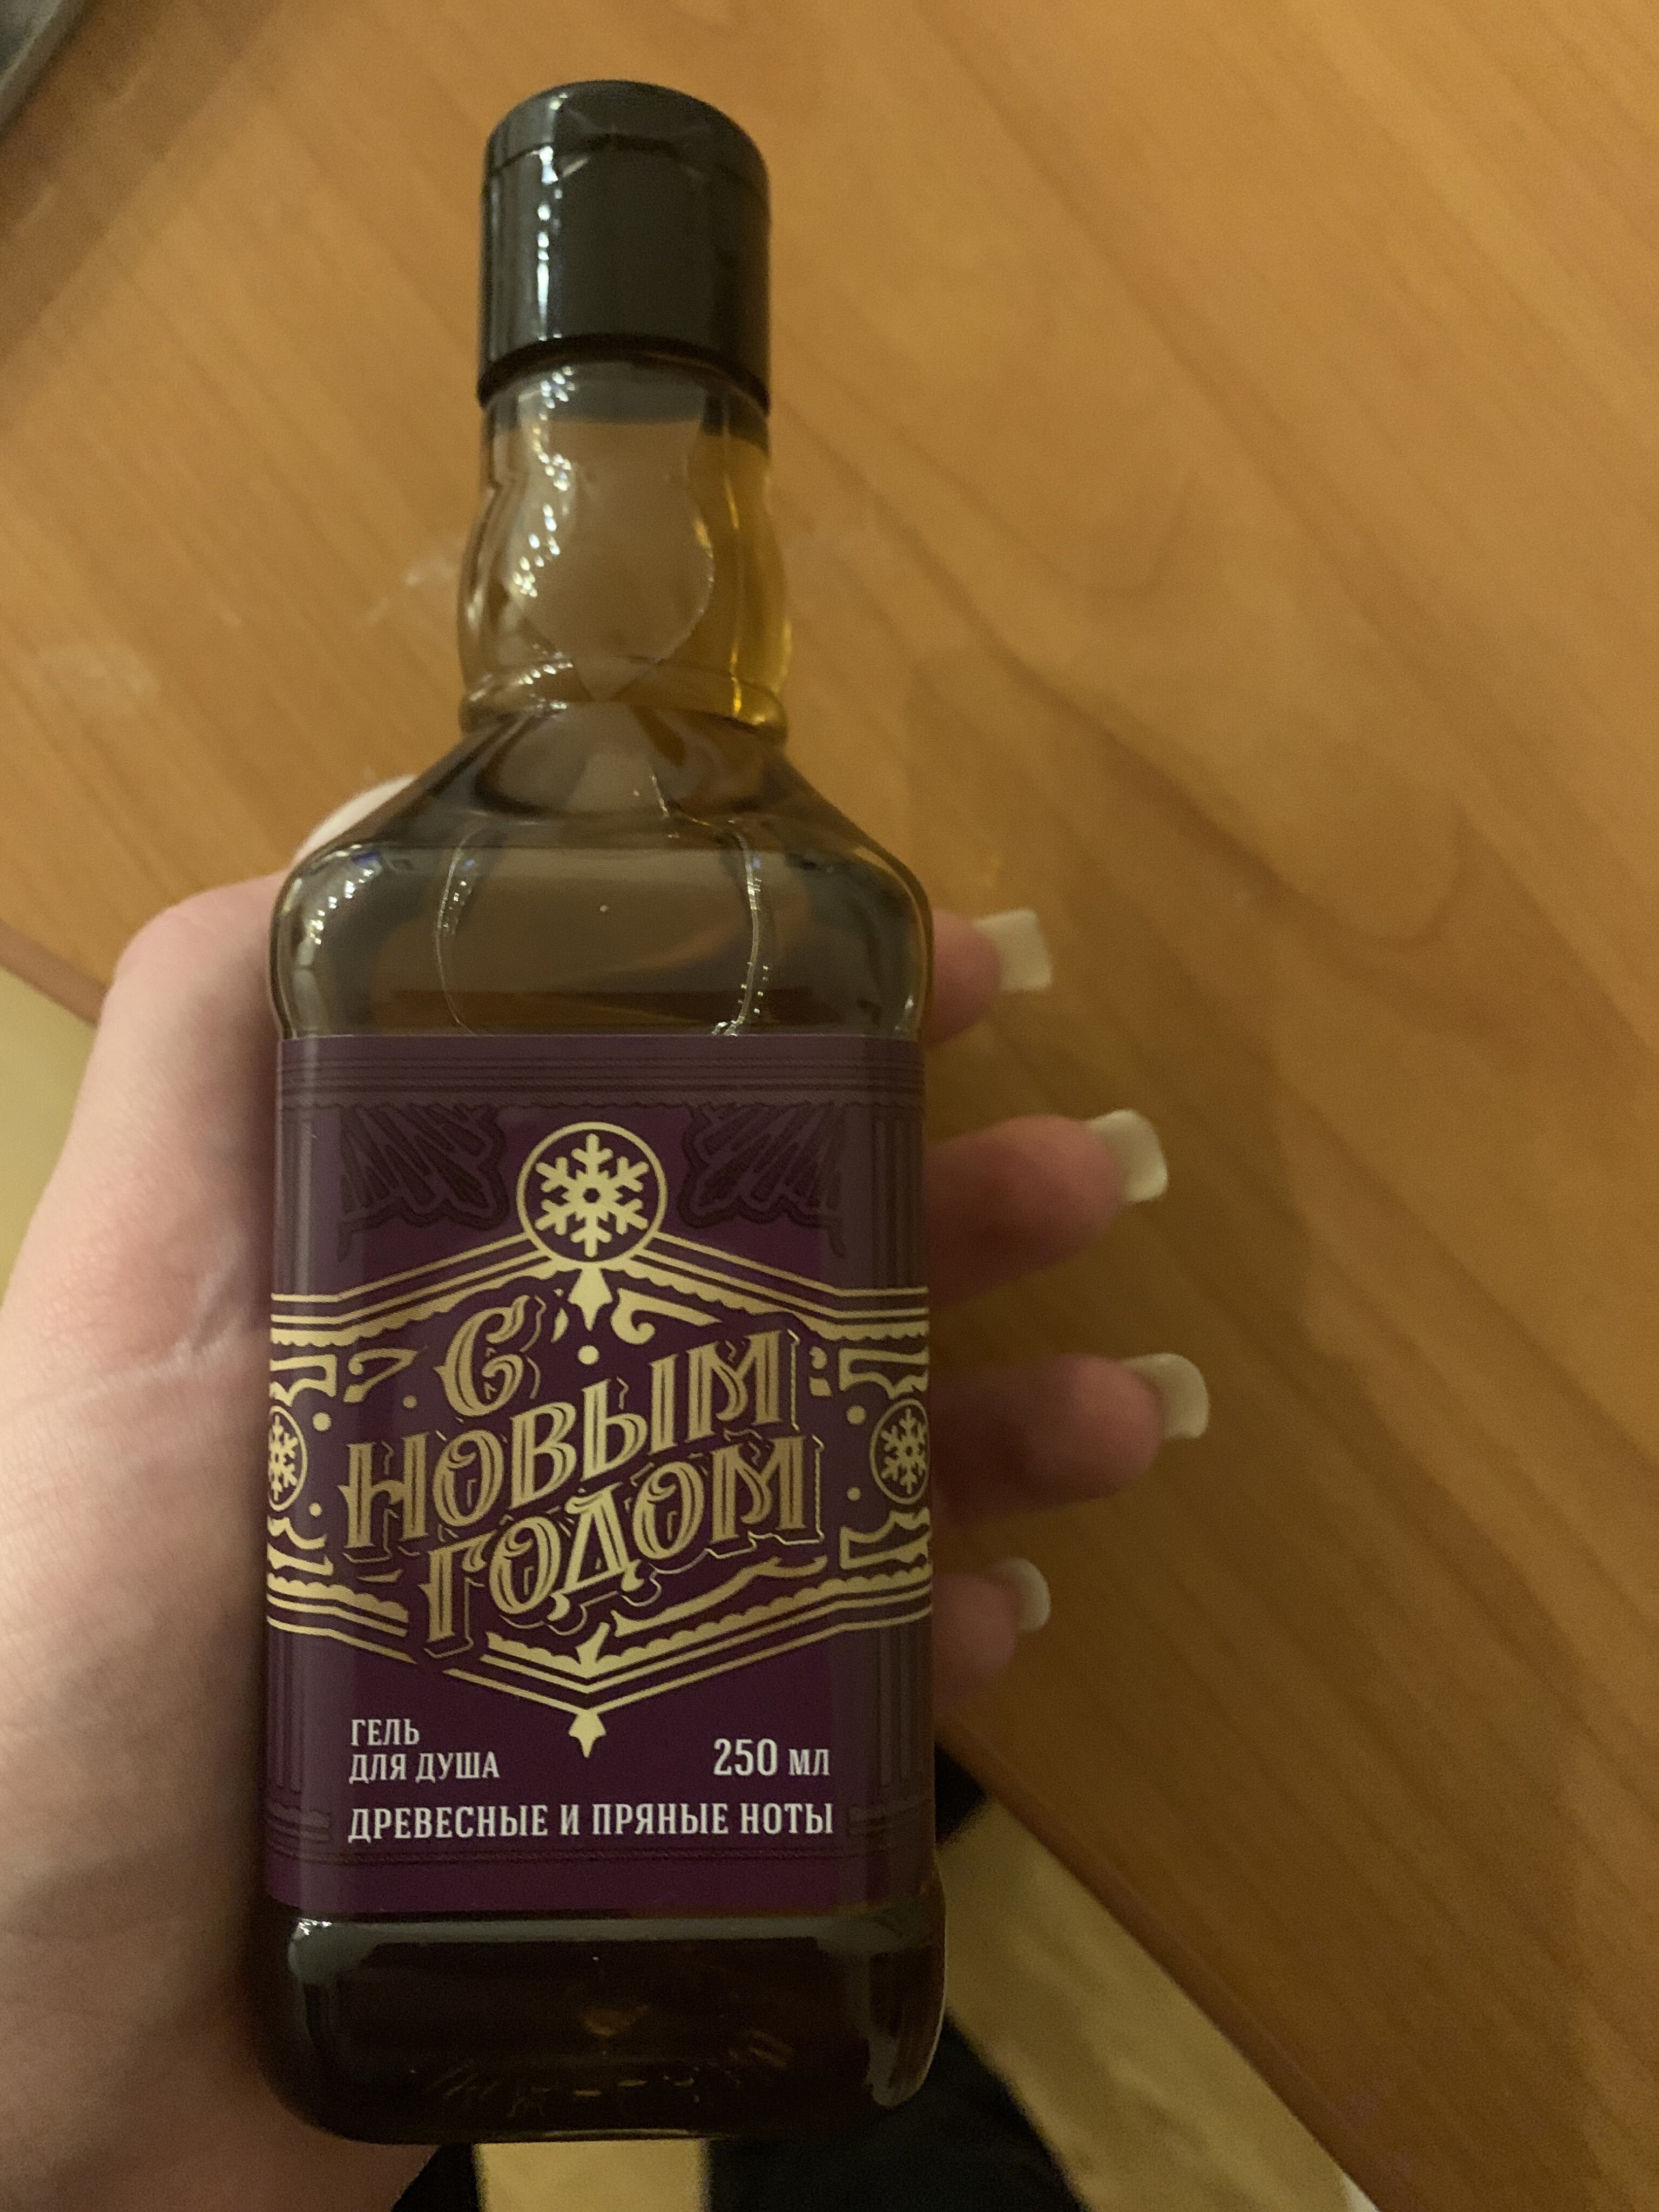 С
НОВЫМ
ГОДОМ
ГЕЛЬ
ДЛЯ ДУША
250 МЛ
ДРЕВЕСНЫЕ И ПРЯНЫЕ НОТЫ